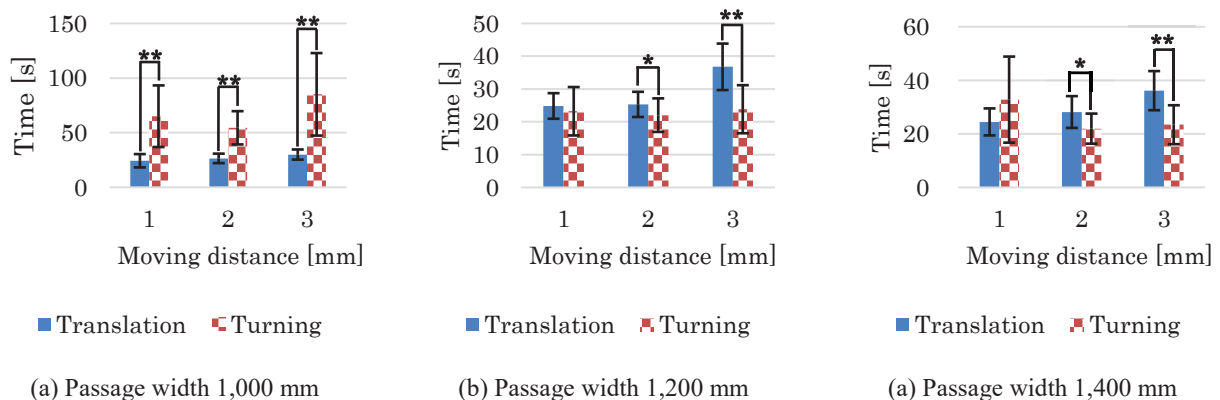 150
100
50
0
Time [s]
**
**
**
1 2 3
Moving distance [mm]
Translation Turning
(a) Passage width 1,000 mm
50
40
30
20
10
0
Time [s]
*
**
1 2 3
Moving distance [mm]
Translation Turning
(b) Passage width 1,200 mm
60
40
20
0
Time [s]
*
**
1 2 3
Moving distance [mm]
Translation Turning
(a) Passage width 1,400 mm